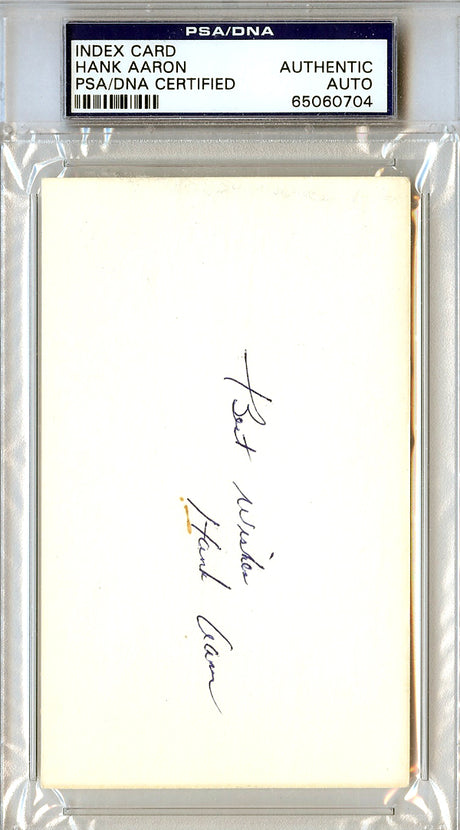 PSA/DNA
INDEX CARD
HANK AARON
PSA/DNA CERTIFIED
AUTHENTIC
AUTO
65060704
Best Wishes
Hank Aaron